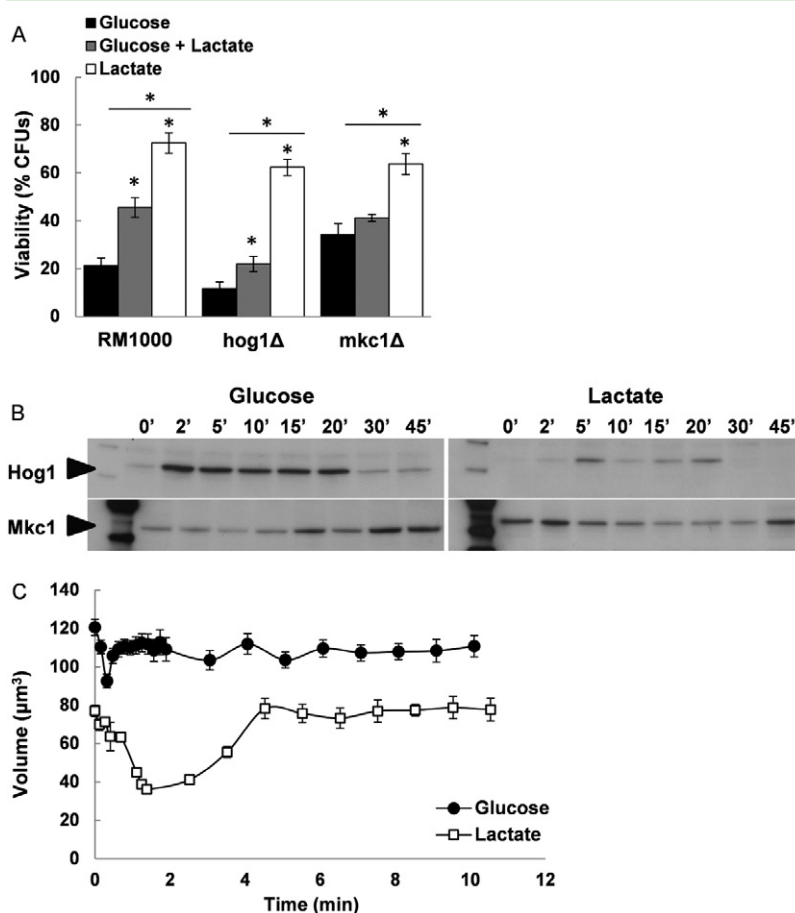 A
Glucose
Glucose + Lactate
Lactate
Viability (% CFUs)
100
80
60
40
20
0
* * * * * * * * *
RM1000 hog1Δ mkc1Δ
B
Glucose Lactate
0' 2' 5' 10' 15' 20' 30' 45' 0' 2' 5' 10' 15' 20' 30' 45'
Hog1
Mkc1
C
Volume (µm³)
140
120
100
80
60
40
20
0
Glucose
Lactate
0 2 4 6 8 10 12
Time (min)